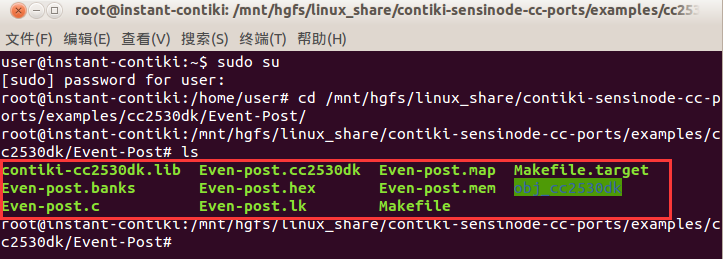 root@instant-contiki: /mnt/hgfs/linux_share/contiki-sensinode-cc-ports/examples/cc253
文件(F) 编辑(E) 查看(V) 搜索(S) 终端(T) 帮助(H)
user@instant-contiki:~$ sudo su
[sudo] password for user:
root@instant-contiki:/home/user# cd /mnt/hgfs/linux_share/contiki-sensinode-cc-p
orts/examples/cc2530dk/Event-Post/
root@instant-contiki:/mnt/hgfs/linux_share/contiki-sensinode-cc-ports/examples/c
c2530dk/Event-Post# ls
contiki-cc2530dk.lib Even-post.cc2530dk Even-post.map Makefile.target
Even-post.banks Even-post.hex Even-post.mem obj_cc2530dk
Even-post.c Even-post.lk Makefile
root@instant-contiki:/mnt/hgfs/linux_share/contiki-sensinode-cc-ports/examples/c
c2530dk/Event-Post#